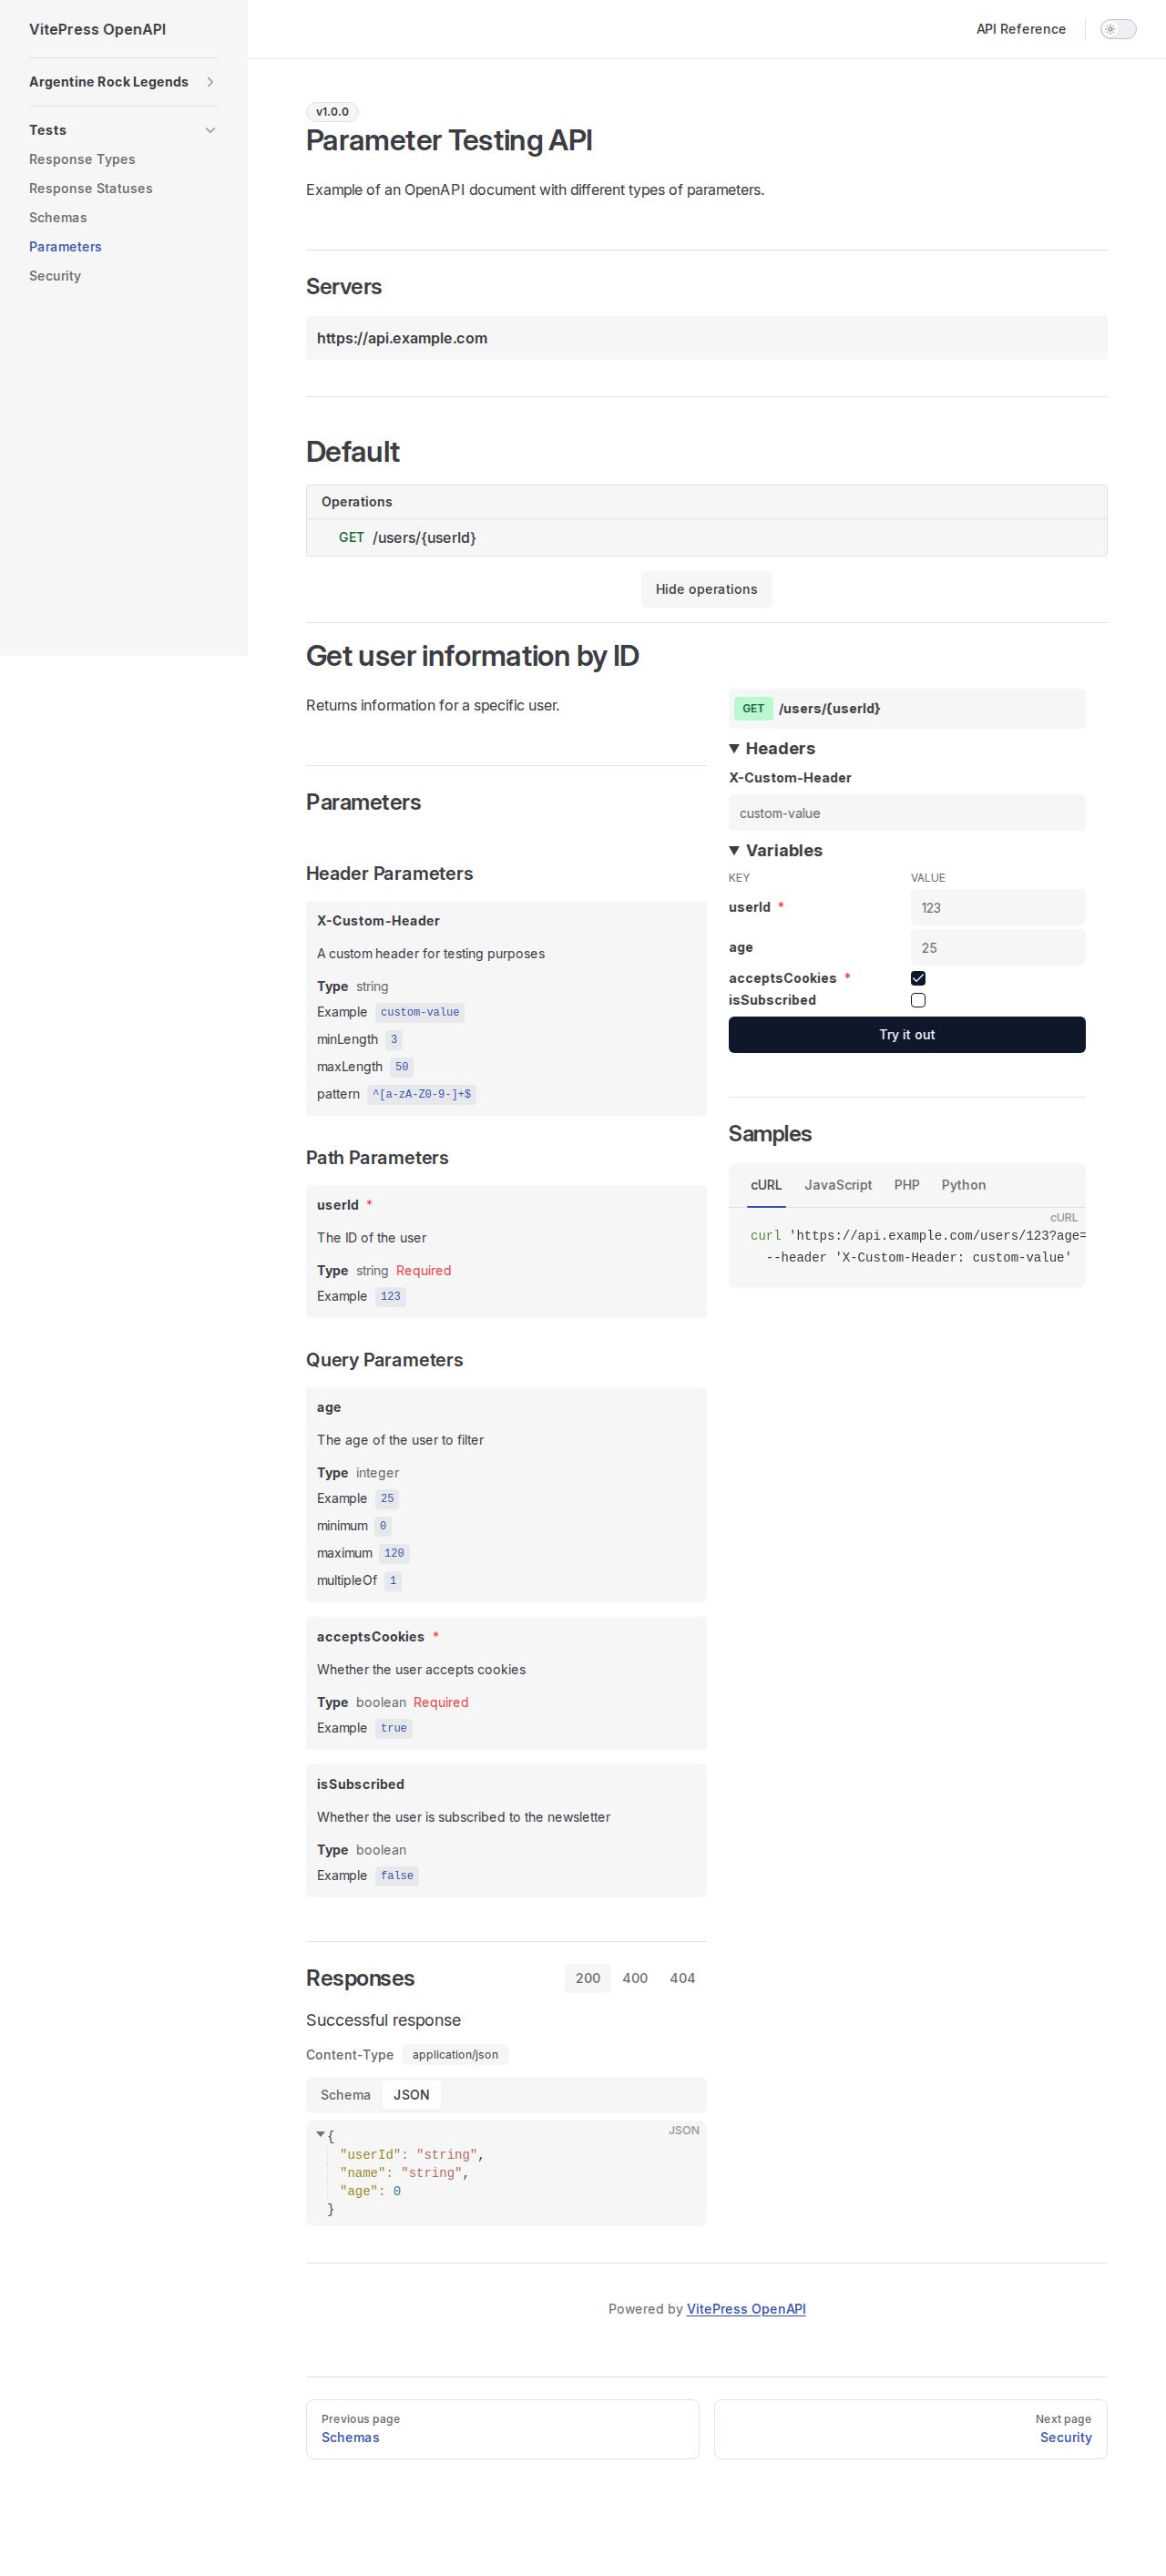 VitePress OpenAPI
Argentine Rock Legends
Tests
Response Types
Response Statuses
Schemas
Parameters
Security
API Reference
v1.0.0
Parameter Testing API
Example of an OpenAPI document with different types of parameters.
Servers
https://api.example.com
Default
Operations
GET /users/{userId}
Hide operations
Get user information by ID
Returns information for a specific user.
Parameters
Header Parameters
X-Custom-Header
A custom header for testing purposes
Type string
Example custom-value
minLength 3
maxLength 50
pattern ^[a-zA-Z0-9-]+$
Path Parameters
userId *
The ID of the user
Type string Required
Example 123
Query Parameters
age
The age of the user to filter
Type integer
Example 25
minimum 0
maximum 120
multipleOf 1
acceptsCookies *
Whether the user accepts cookies
Type boolean Required
Example true
isSubscribed
Whether the user is subscribed to the newsletter
Type boolean
Example false
Responses 200 400 404
Successful response
Content-Type application/json
Schema JSON
JSON
{
"userId": "string",
"name": "string",
"age": 0
}
GET /users/{userId}
Headers
X-Custom-Header
custom-value
Variables
KEY VALUE
userId * 123
age 25
acceptsCookies *
isSubscribed
Try it out
Samples
cURL JavaScript PHP Python
cURL
curl 'https://api.example.com/users/123?age=
--header 'X-Custom-Header: custom-value'
Powered by VitePress OpenAPI
Previous page
Schemas
Next page
Security